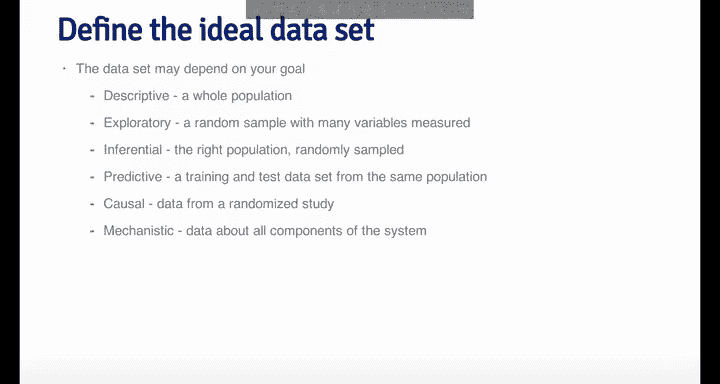 Define the ideal data set
· The data set may depend on your goal
- Descriptive - a whole population
- Exploratory - a random sample with many variables measured
- Inferential - the right population, randomly sampled
- Predictive - a training and test data set from the same population
- Causal - data from a randomized study
- Mechanistic - data about all components of the system